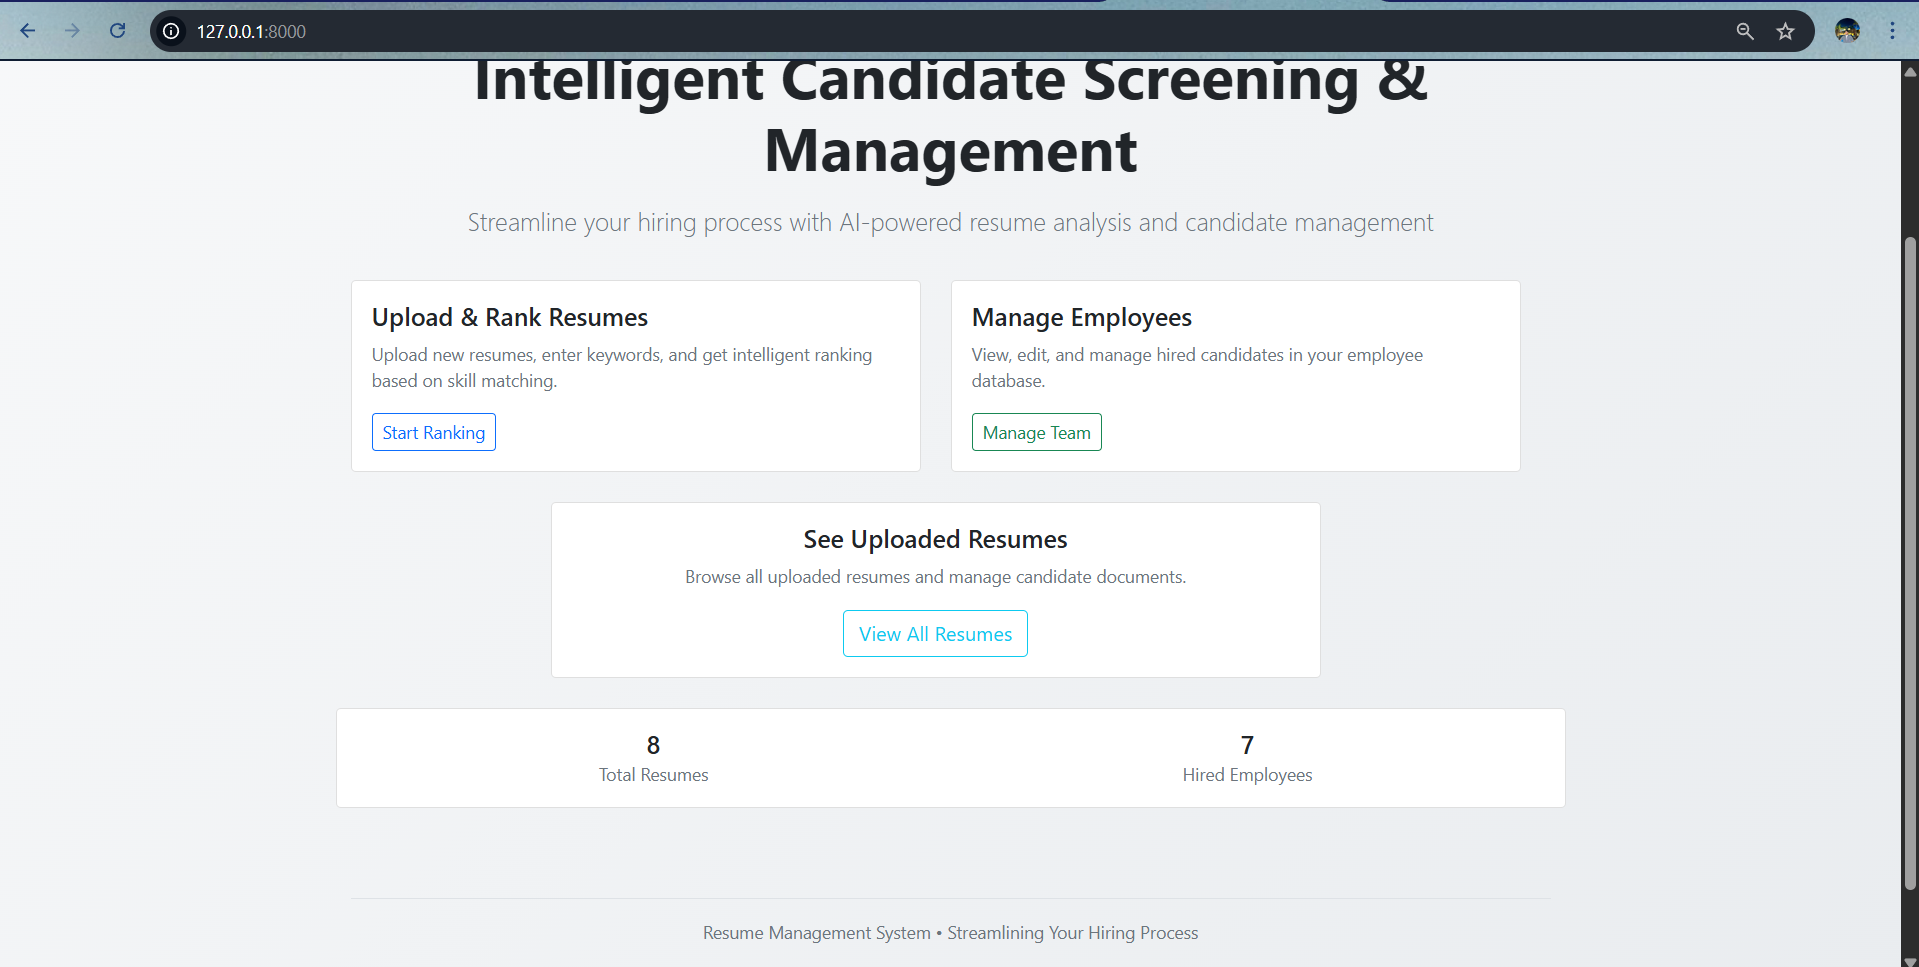 127.0.0.1:8000
Intelligent Candidate Screening &
Management
Streamline your hiring process with AI-powered resume analysis and candidate management
Upload & Rank Resumes
Upload new resumes, enter keywords, and get intelligent ranking
based on skill matching.
Start Ranking
Manage Employees
View, edit, and manage hired candidates in your employee
database.
Manage Team
See Uploaded Resumes
Browse all uploaded resumes and manage candidate documents.
View All Resumes
8
Total Resumes
7
Hired Employees
Resume Management System • Streamlining Your Hiring Process